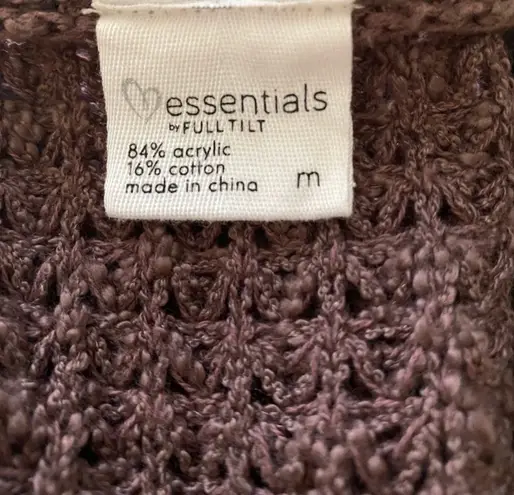 essentials
by FULL TILT
84% acrylic
16% cotton
made in china m